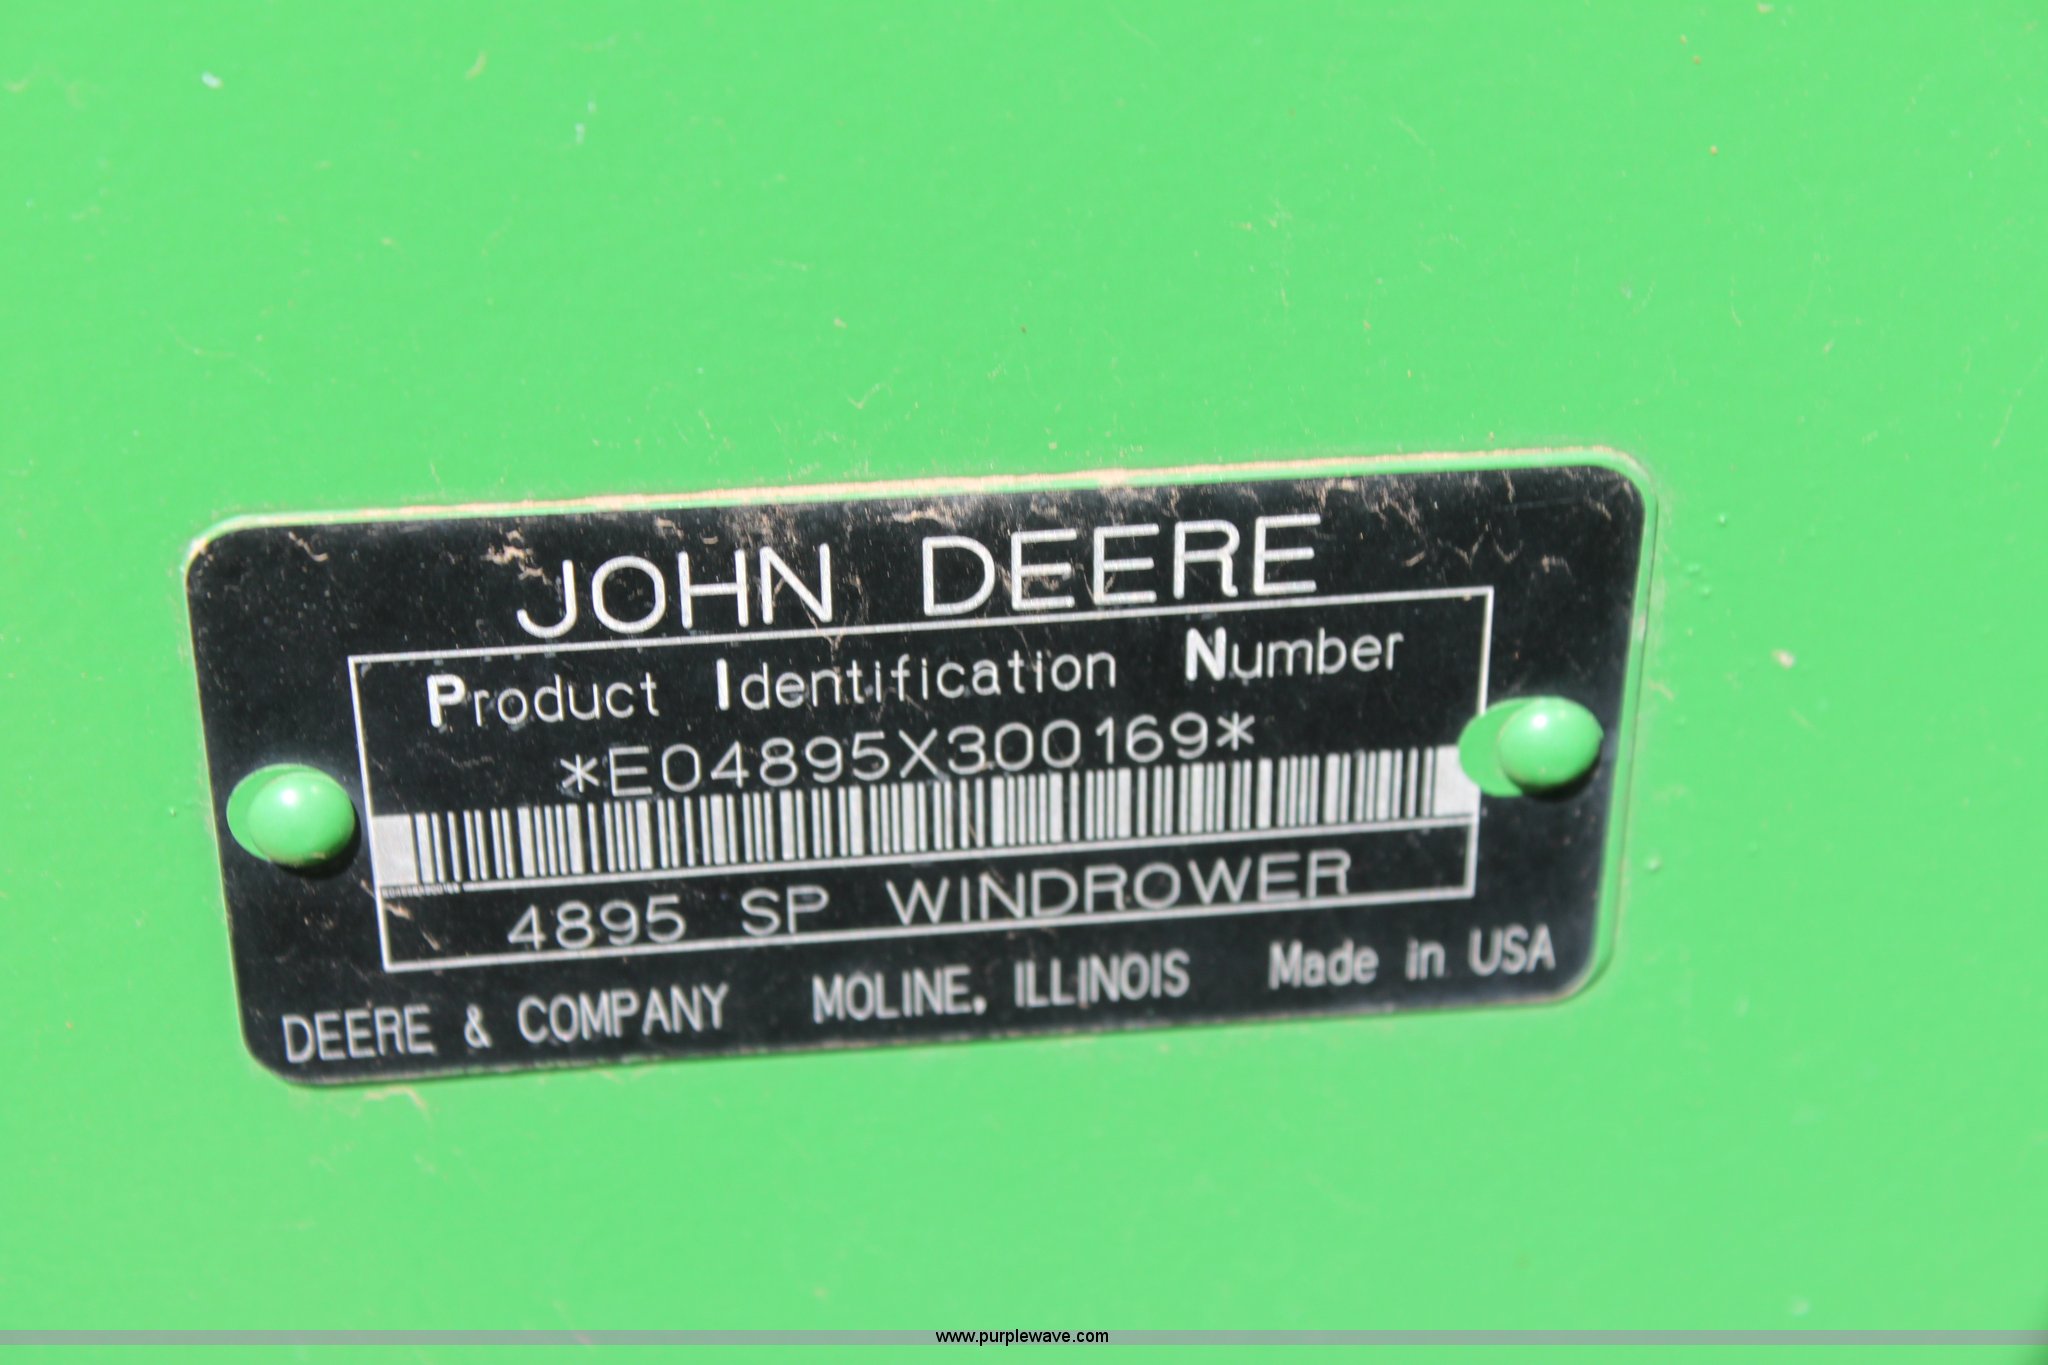 JOHN DEERE
Product Identification Number
*E04895X300169*
4895 SP WINDROWER
DEERE & COMPANY MOLINE, ILLINOIS Made in USA
www.purplewave.com